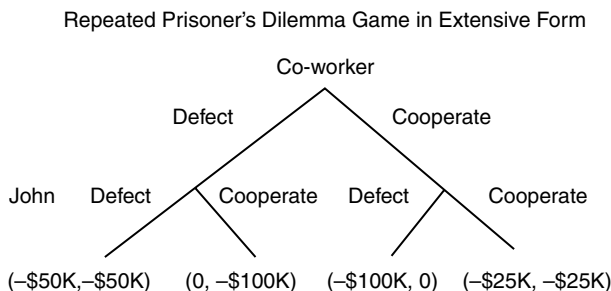 Repeated Prisoner's Dilemma Game in Extensive Form
Co-worker
Defect Cooperate
John Defect Cooperate Defect Cooperate
(–$50K,–$50K) (0, –$100K) (–$100K, 0) (–$25K, –$25K)